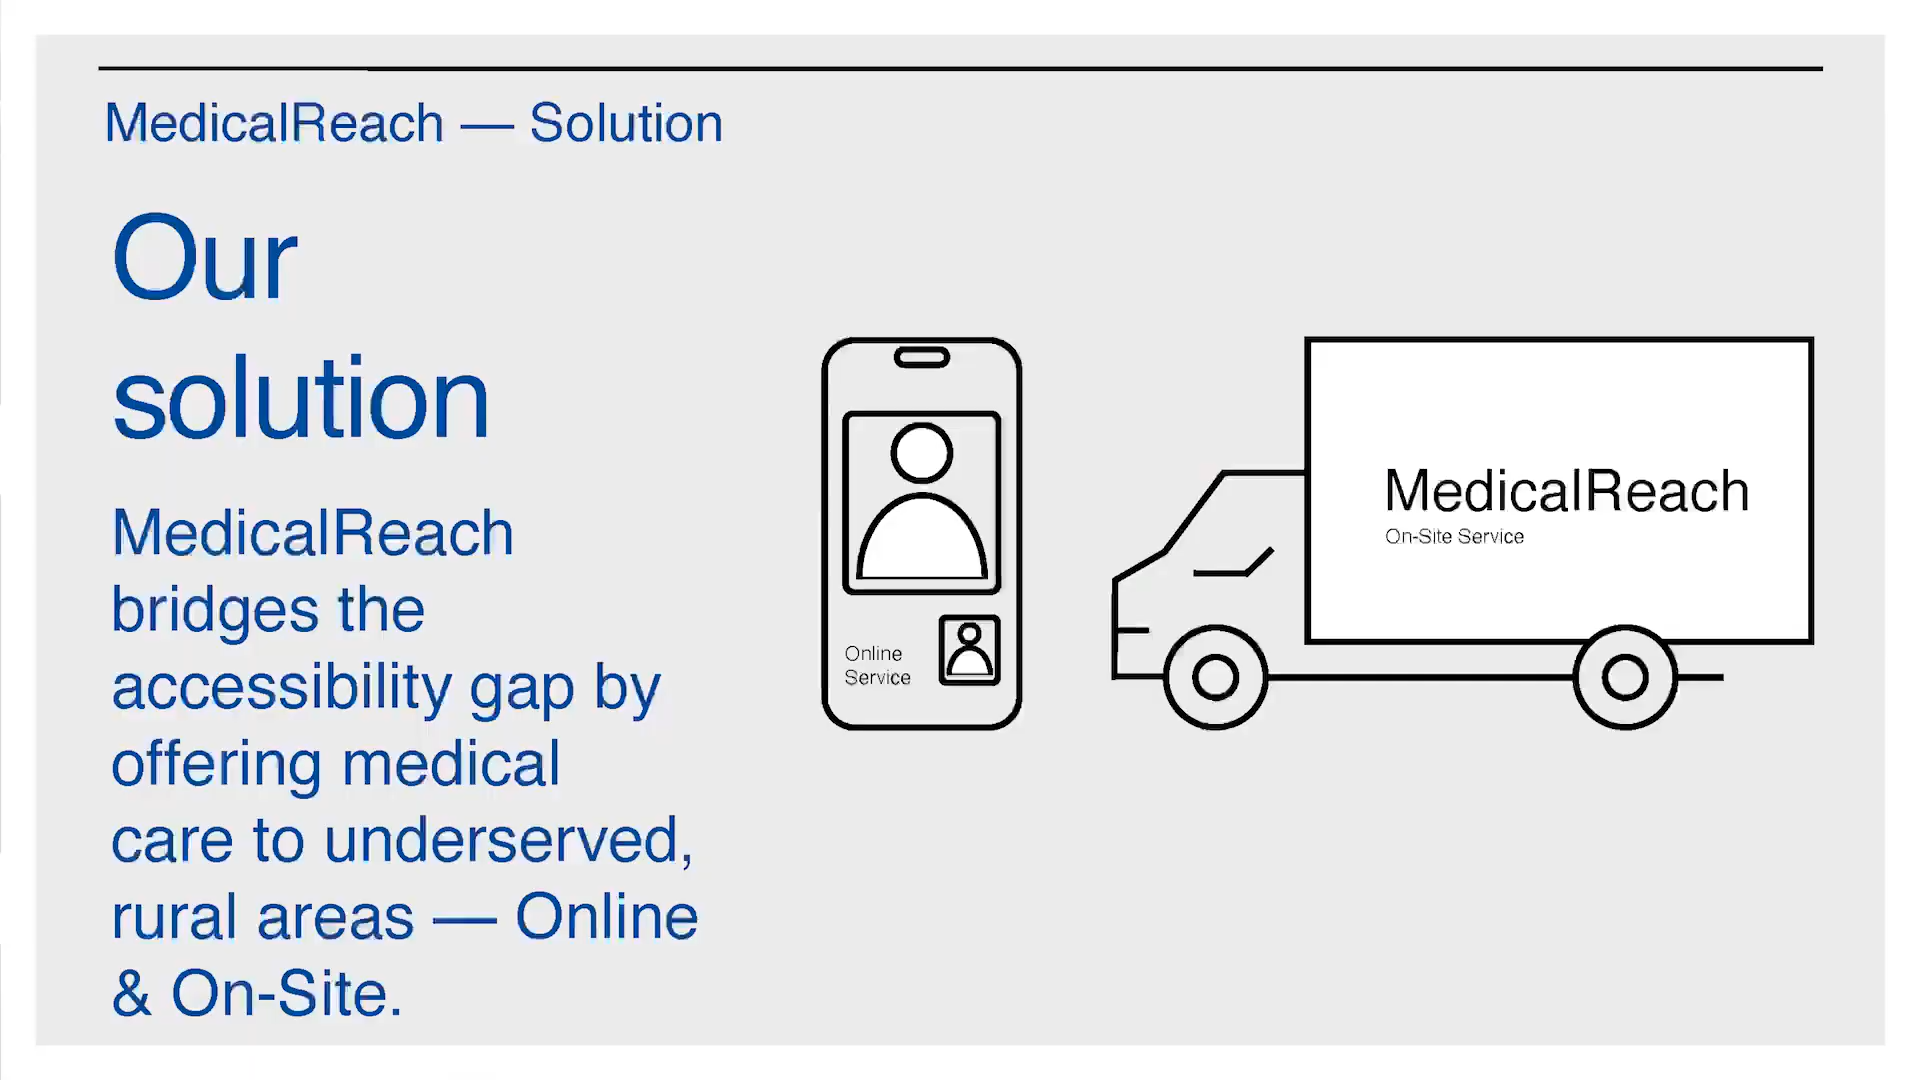 MedicalReach — Solution
Our
solution
MedicalReach
bridges the
accessibility gap by
offering medical
care to underserved,
rural areas — Online
& On-Site.
Online
Service
MedicalReach
On-Site Service